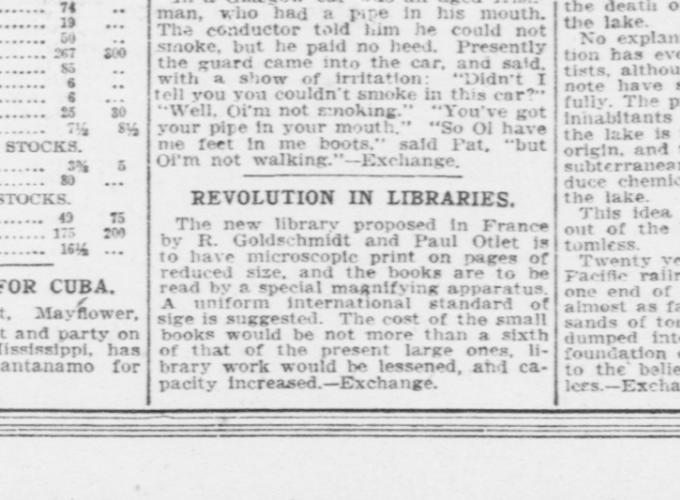 74 ..
19 ...
50 ..
267 300
85 ..
6 ..
6 ...
25 30
7½ 8½
STOCKS.
3¾ 5
80 ...
STOCKS.
49 75
175 200
16½ ...
FOR CUBA.
t, Mayflower,
t and party on
Mississippi, has
antanamo for
man, who had a pipe in his mouth.
The conductor told him he could not
smoke, but he paid no heed. Presently
the guard came into the car, and said,
with a show of irritation: "Didn't I
tell you you couldn't smoke in this car?"
"Well, Oi'm not smoking." "You've got
your pipe in your mouth." "So Oi have
me feet in me boots," said Pat, "but
Oi'm not walking."—Exchange.
REVOLUTION IN LIBRARIES.
The new library proposed in France
by R. Goldschmidt and Paul Otlet is
to have microscopic print on pages of
reduced size, and the books are to be
read by a special magnifying apparatus.
A uniform international standard of
sige is suggested. The cost of the small
books would be not more than a sixth
of that of the present large ones, li-
brary work would be lessened, and ca-
pacity increased.—Exchange.
the death o
the lake.
No explan
tion has eve
tists, althou
note have s
fully. The p
inhabitants
the lake is
origin, and
subterranea
duce chemic
the lake.
This idea
out of the
tomless.
Twenty ye
Pacific railr
one end of
almost as fa
sands of ton
dumped into
foundation o
to the belie
lers.—Excha